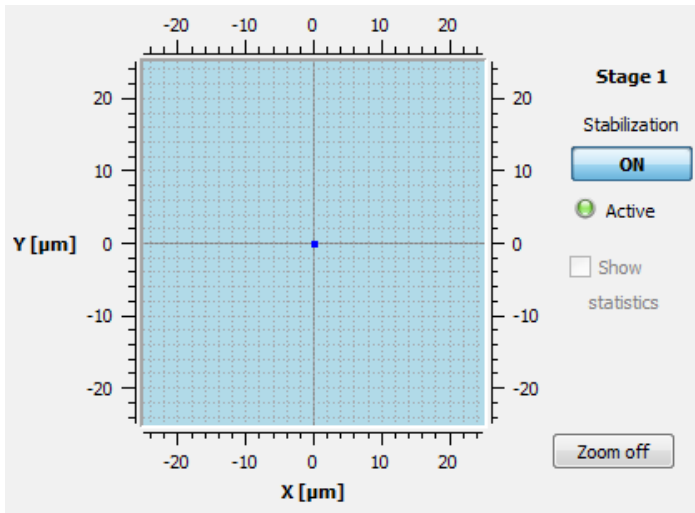 -20 -10 0 10 20
Stage 1
20 20
Stabilization
10 10
ON
Active
Y [µm] 0 0
Show
statistics
-10 -10
-20 -20
Zoom off
-20 -10 0 10 20
X [µm]